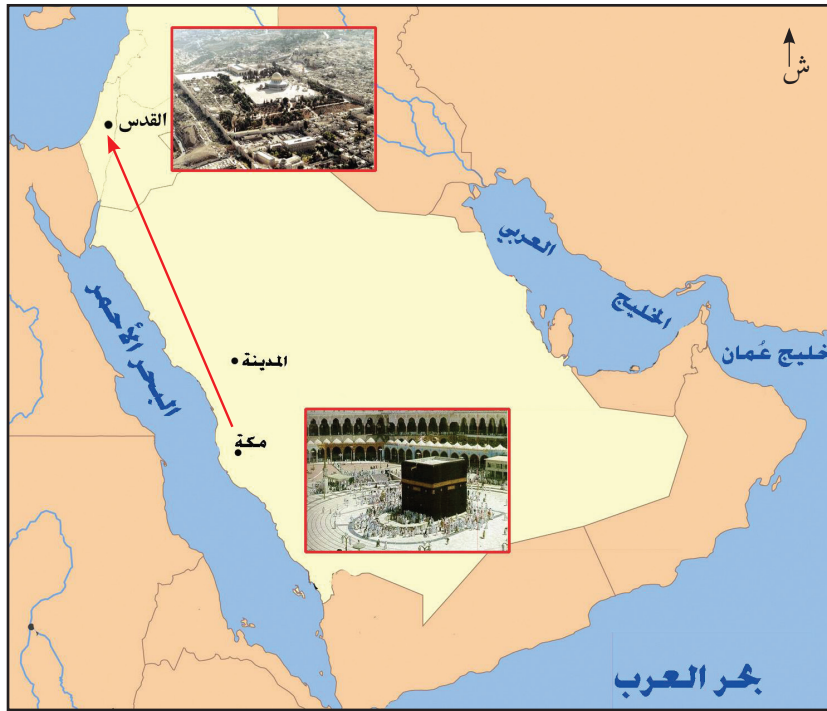 ش
القدس
العربي
الخليج
خليج عُمان
البحر الأحمر
المدينة
مكة
بحر العرب